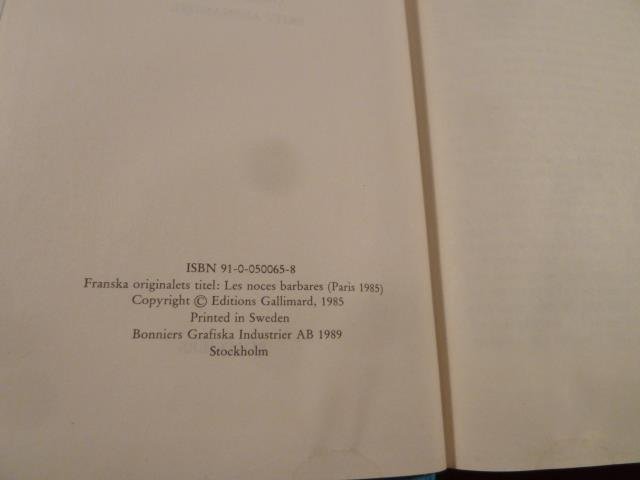 ISBN 91-0-050065-8
Franska originalets titel: Les noces barbares (Paris 1985)
Copyright © Editions Gallimard, 1985
Printed in Sweden
Bonniers Grafiska Industrier AB 1989
Stockholm